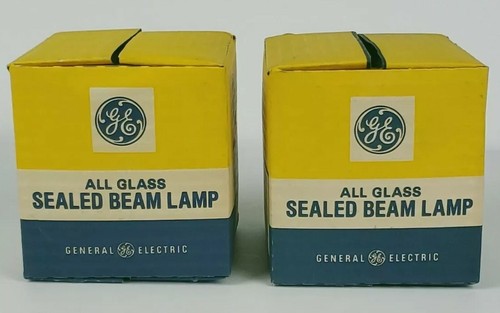 GE
ALL GLASS
SEALED BEAM LAMP
GENERAL GE ELECTRIC
GE
ALL GLASS
SEALED BEAM LAMP
GENERAL GE ELECTRIC